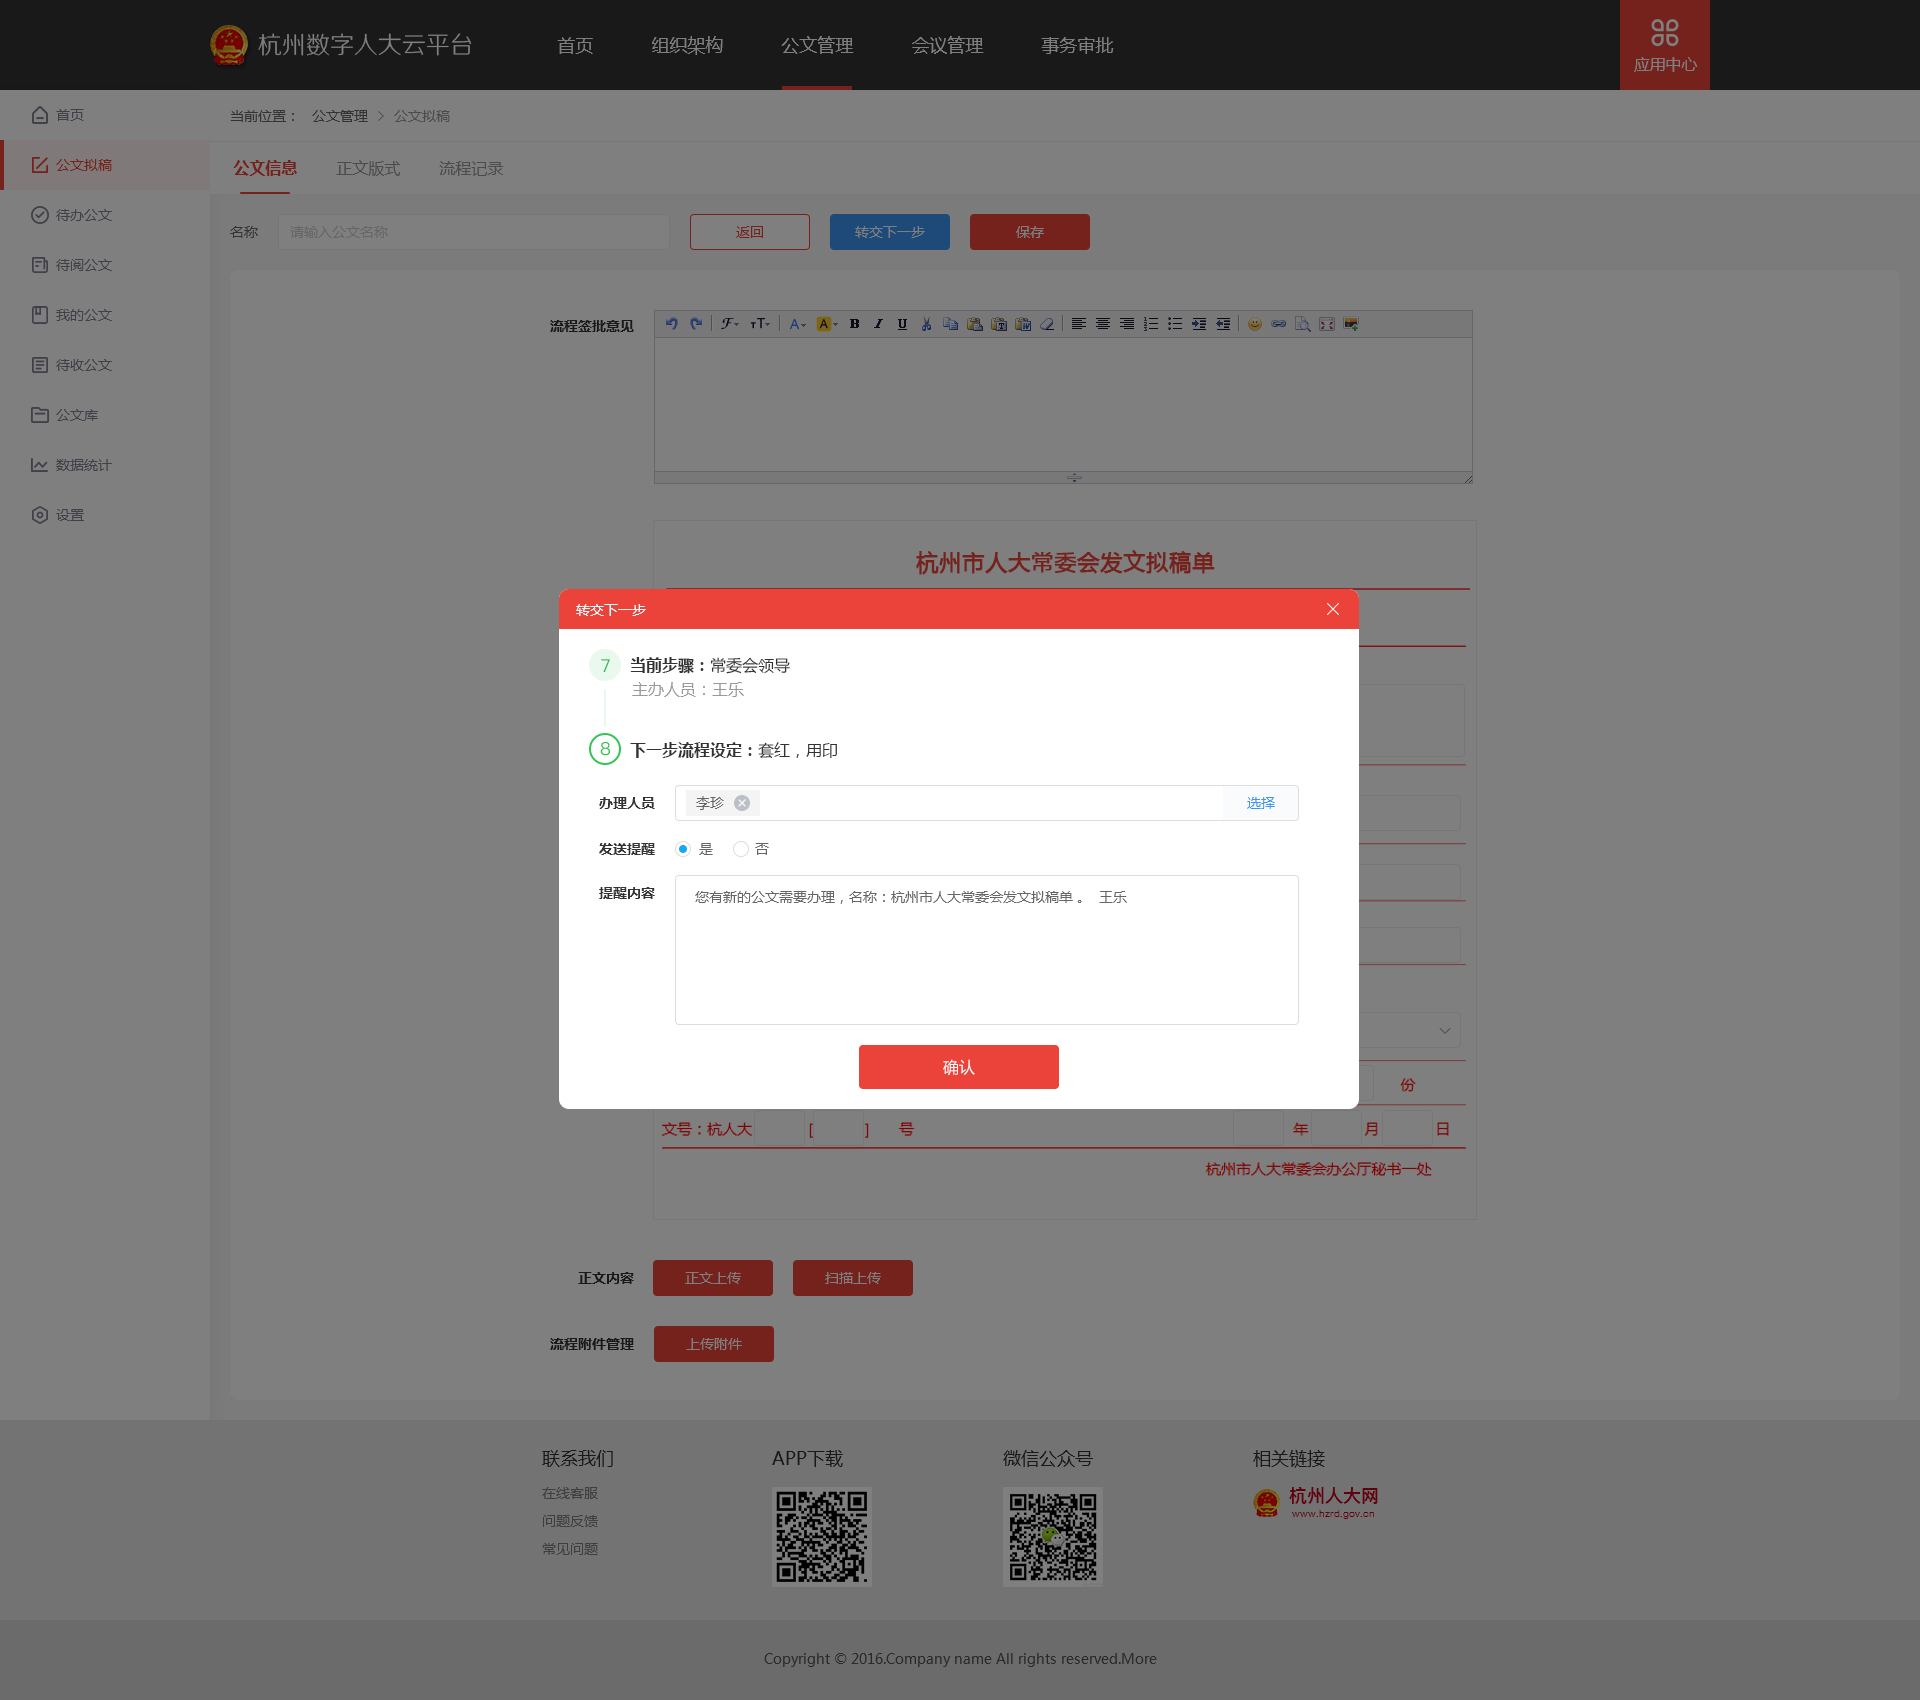 杭州数字人大云平台
首页
组织架构
公文管理
会议管理
事务审批
应用中心
首页
公文拟稿
待办公文
待阅公文
我的公文
待收公文
公文库
数据统计
设置
当前位置： 公文管理 > 公文拟稿
公文信息
正文版式
流程记录
名称
请输入公文名称
返回
转交下一步
保存
流程签批意见
杭州市人大常委会发文拟稿单
转交下一步
7 当前步骤：常委会领导
主办人员：王乐
8 下一步流程设定：套红，用印
办理人员
李珍
选择
发送提醒
是
否
提醒内容
您有新的公文需要办理，名称：杭州市人大常委会发文拟稿单 。 王乐
确认
份
文号：杭人大 [ ] 号
年 月 日
杭州市人大常委会办公厅秘书一处
正文内容
正文上传
扫描上传
流程附件管理
上传附件
联系我们
在线客服
问题反馈
常见问题
APP下载
微信公众号
相关链接
杭州人大网
www.hzrd.gov.cn
Copyright © 2016.Company name All rights reserved.More